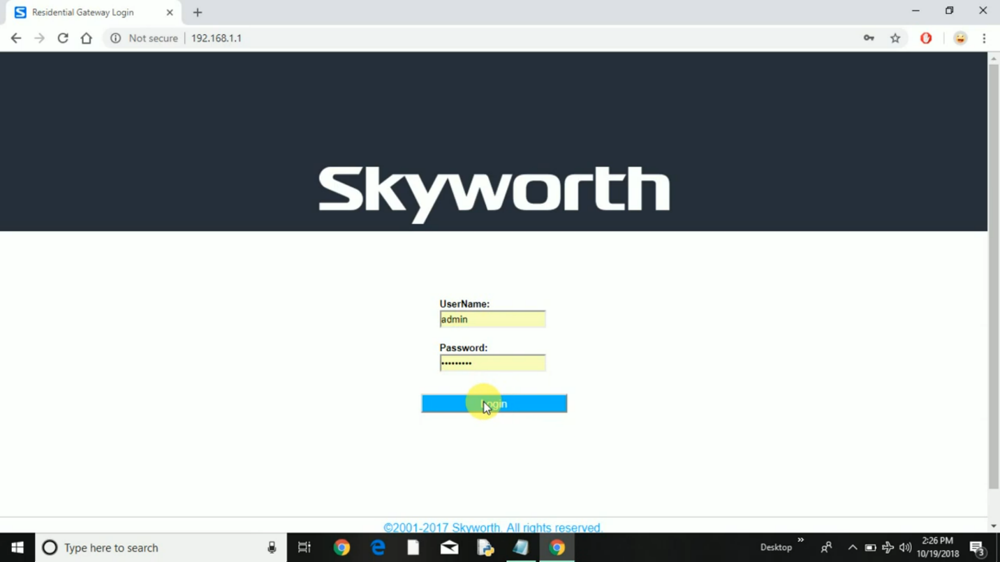 Residential Gateway Login
Not secure
192.168.1.1
Skyworth
UserName:
admin
Password:
•••••••••
Login
©2001-2017 Skyworth. All rights reserved.
Type here to search
Desktop
2:26 PM
10/19/2018
3